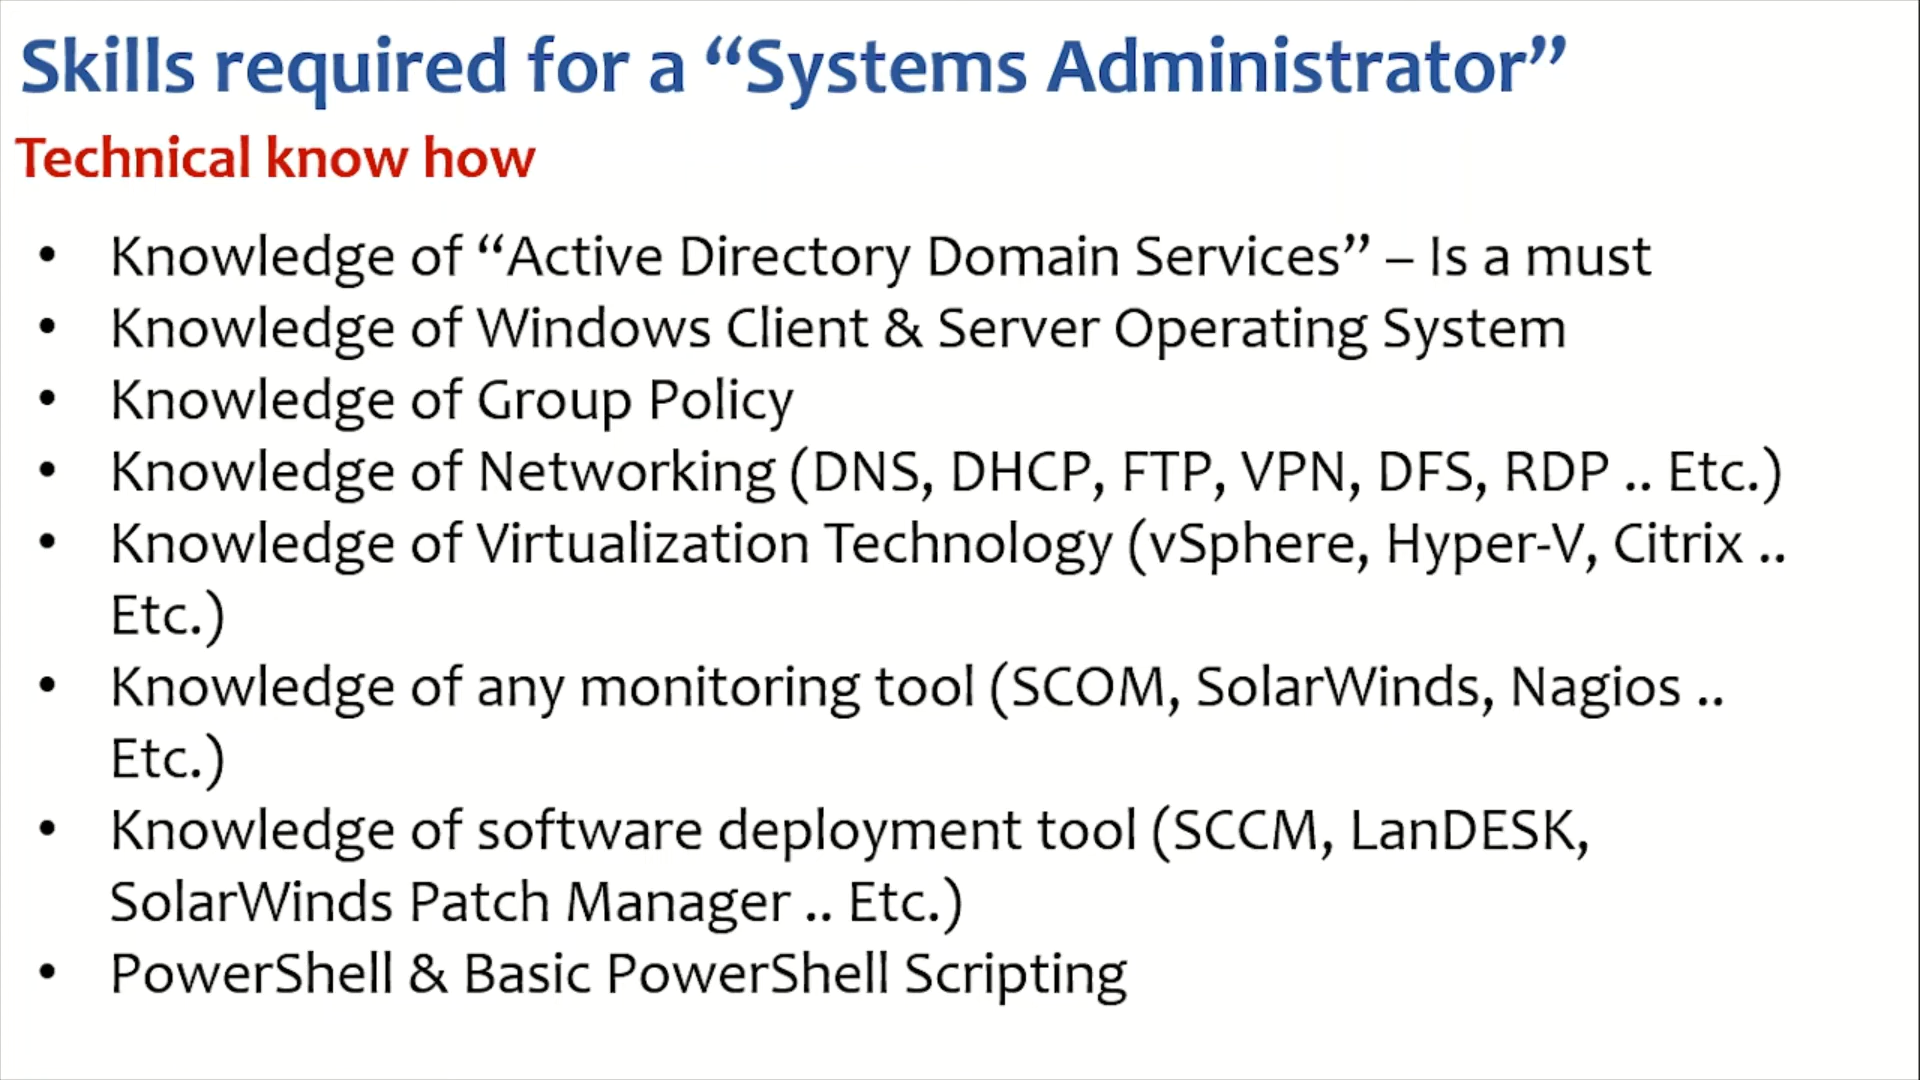 Skills required for a “Systems Administrator”
Technical know how
• Knowledge of “Active Directory Domain Services” – Is a must
• Knowledge of Windows Client & Server Operating System
• Knowledge of Group Policy
• Knowledge of Networking (DNS, DHCP, FTP, VPN, DFS, RDP .. Etc.)
• Knowledge of Virtualization Technology (vSphere, Hyper-V, Citrix ..
Etc.)
• Knowledge of any monitoring tool (SCOM, SolarWinds, Nagios ..
Etc.)
• Knowledge of software deployment tool (SCCM, LanDESK,
SolarWinds Patch Manager .. Etc.)
• PowerShell & Basic PowerShell Scripting